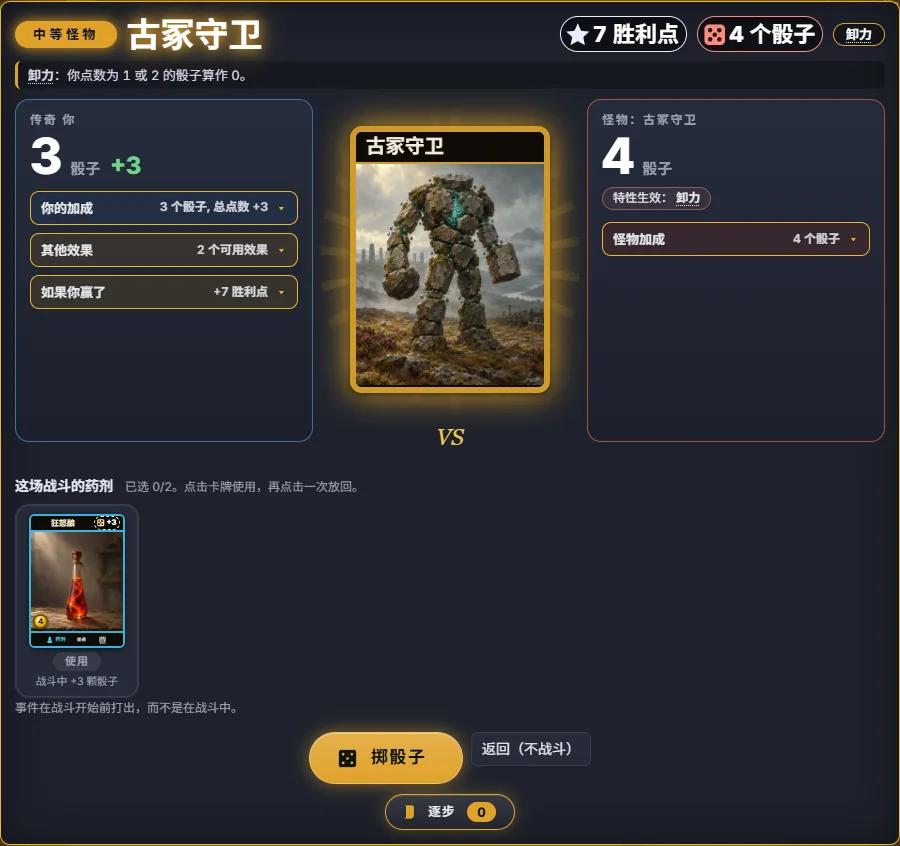 中等怪物
古冢守卫
7 胜利点
4 个骰子
卸力
卸力：你点数为 1 或 2 的骰子算作 0。
传奇 你
3 骰子 +3
你的加成 3 个骰子, 总点数 +3
其他效果 2 个可用效果
如果你赢了 +7 胜利点
古冢守卫
VS
怪物：古冢守卫
4 骰子
特性生效： 卸力
怪物加成 4 个骰子
这场战斗的药剂 已选 0/2。点击卡牌使用，再点击一次放回。
狂怒酿 +3
4
药剂
使用
战斗中 +3 颗骰子
事件在战斗开始前打出，而不是在战斗中。
掷骰子
返回（不战斗）
逐步 0